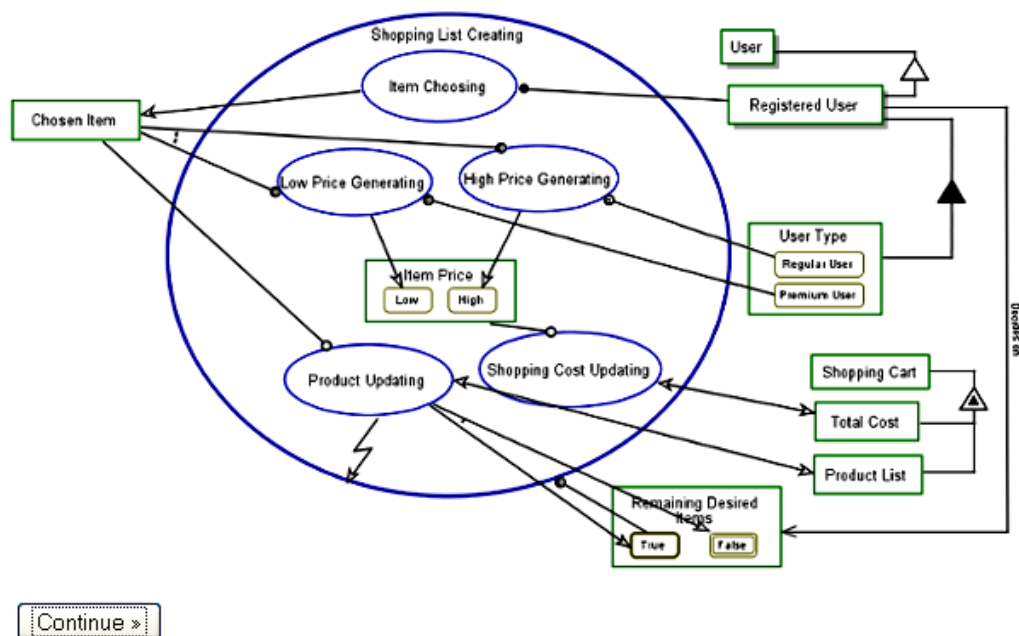 Shopping List Creating
User
Item Choosing
Registered User
Chosen Item
Low Price Generating
High Price Generating
User Type
Regular User
Premium User
Item Price
Low
High
Decides on
Shopping Cart
Product Updating
Shopping Cost Updating
Total Cost
Product List
Remaining Desired
Items
True
False
Continue »